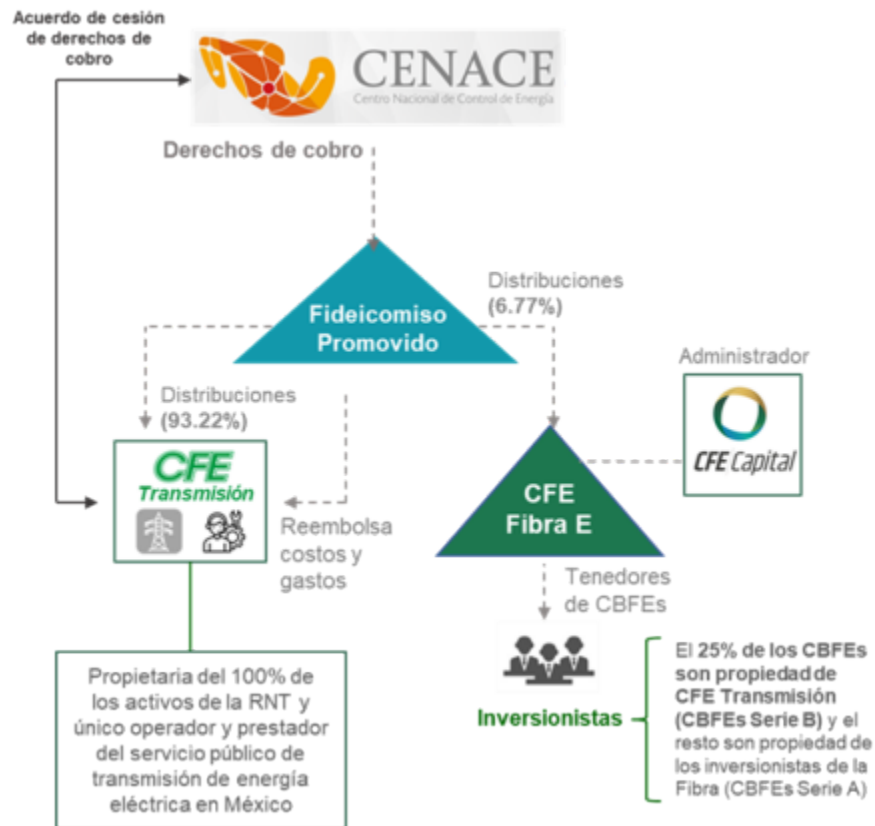 Acuerdo de cesión
de derechos de
cobro
CENACE
Centro Nacional de Control de Energía
Derechos de cobro
Fideicomiso
Promovido
Distribuciones
(6.77%)
Distribuciones
(93.22%)
Administrador
CFE Capital
CFE
Transmisión
Reembolsa
costos y
gastos
CFE
Fibra E
Tenedores
de CBFEs
Propietaria del 100% de
los activos de la RNT y
único operador y prestador
del servicio público de
transmisión de energía
eléctrica en México
Inversionistas
El 25% de los CBFEs
son propiedad de
CFE Transmisión
(CBFEs Serie B) y el
resto son propiedad de
los inversionistas de la
Fibra (CBFEs Serie A)